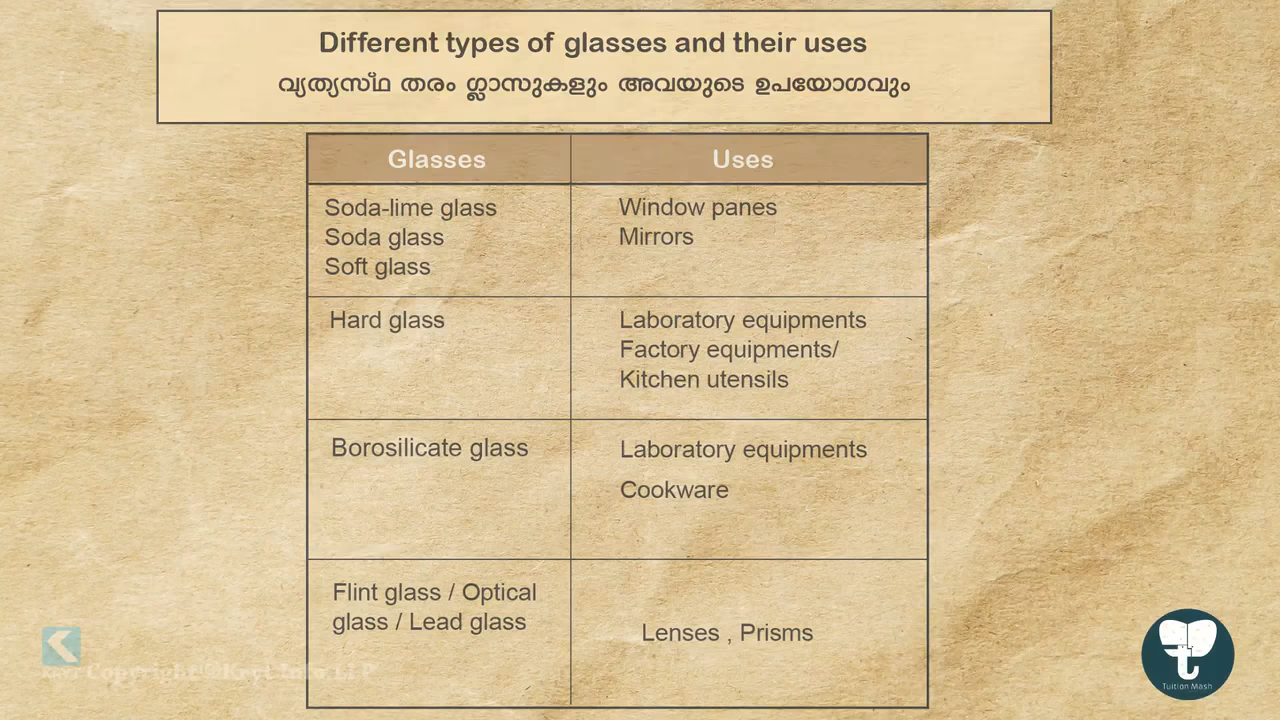 Different types of glasses and their uses
വ്യത്യസ്ഥ തരം ഗ്ലാസുകളും അവയുടെ ഉപയോഗവും
Glasses Uses
Soda-lime glass Window panes
Soda glass Mirrors
Soft glass
Hard glass Laboratory equipments
Factory equipments/
Kitchen utensils
Borosilicate glass Laboratory equipments
Cookware
Flint glass / Optical
glass / Lead glass
Lenses , Prisms
Copyright ©
LLP
Tuition Mash